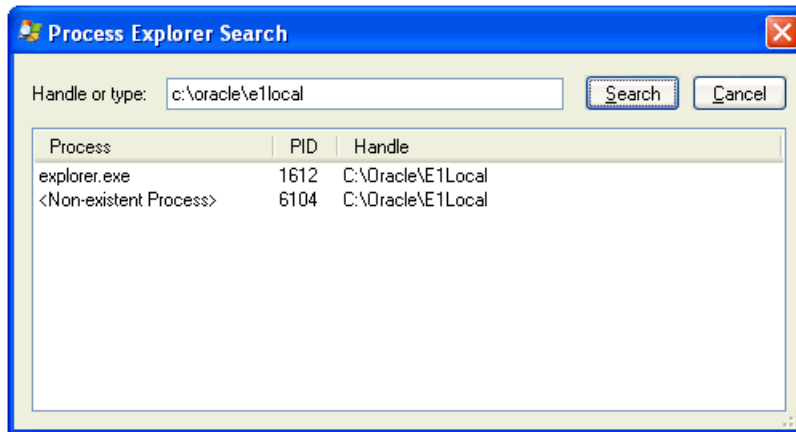 Process Explorer Search
Handle or type: c:\oracle\e1local Search Cancel
Process PID Handle
explorer.exe 1612 C:\Oracle\E1Local
<Non-existent Process> 6104 C:\Oracle\E1Local